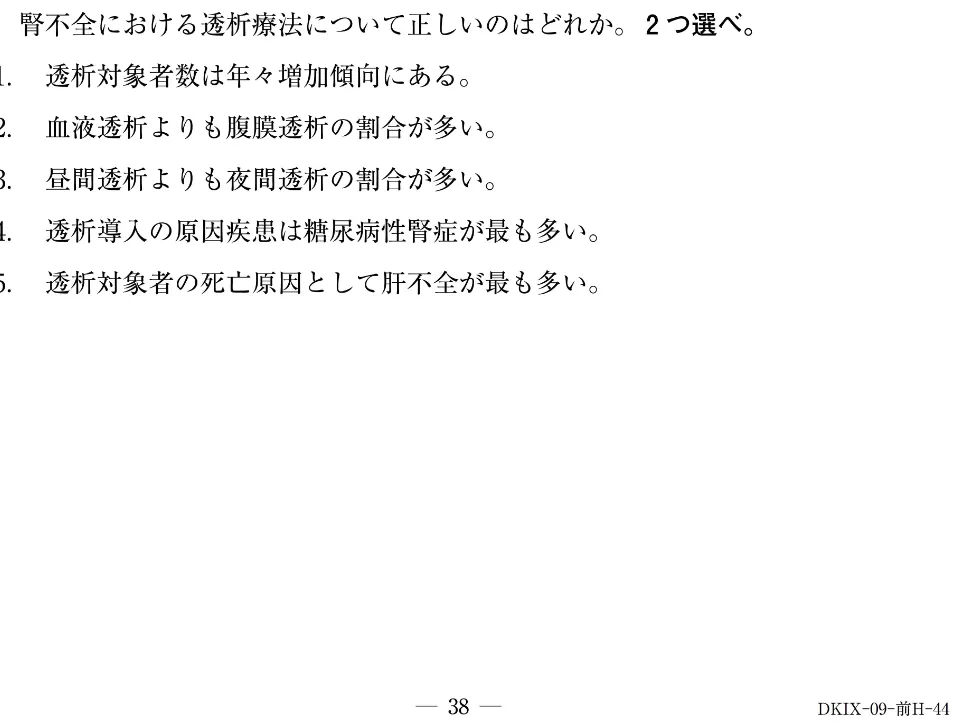 腎不全における透析療法について正しいのはどれか。2つ選べ。
1. 透析対象者数は年々増加傾向にある。
2. 血液透析よりも腹膜透析の割合が多い。
3. 昼間透析よりも夜間透析の割合が多い。
4. 透析導入の原因疾患は糖尿病性腎症が最も多い。
5. 透析対象者の死亡原因として肝不全が最も多い。
— 38 —
DKIX-09-前H-44